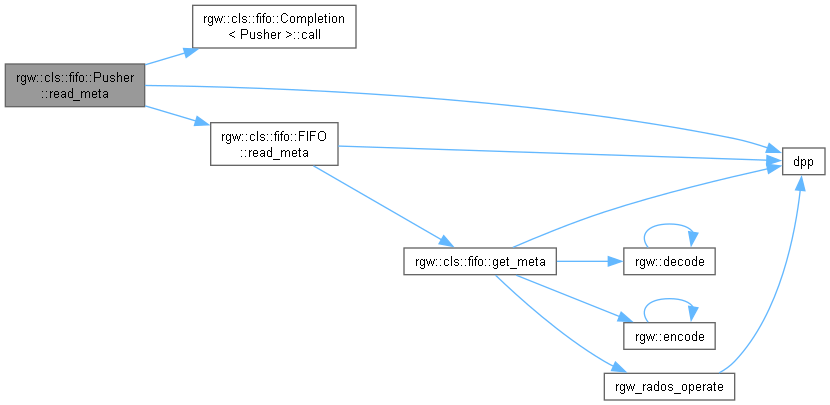 rgw::cls::fifo::Completion
< Pusher >::call
rgw::cls::fifo::Pusher
::read_meta
rgw::cls::fifo::FIFO
::read_meta
dpp
rgw::cls::fifo::get_meta
rgw::decode
rgw::encode
rgw_rados_operate